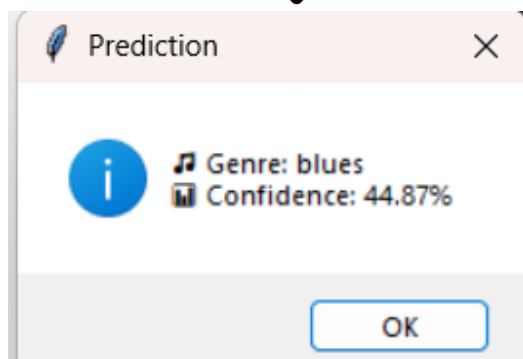 Prediction
🎵 Genre: blues
📊 Confidence: 44.87%
OK